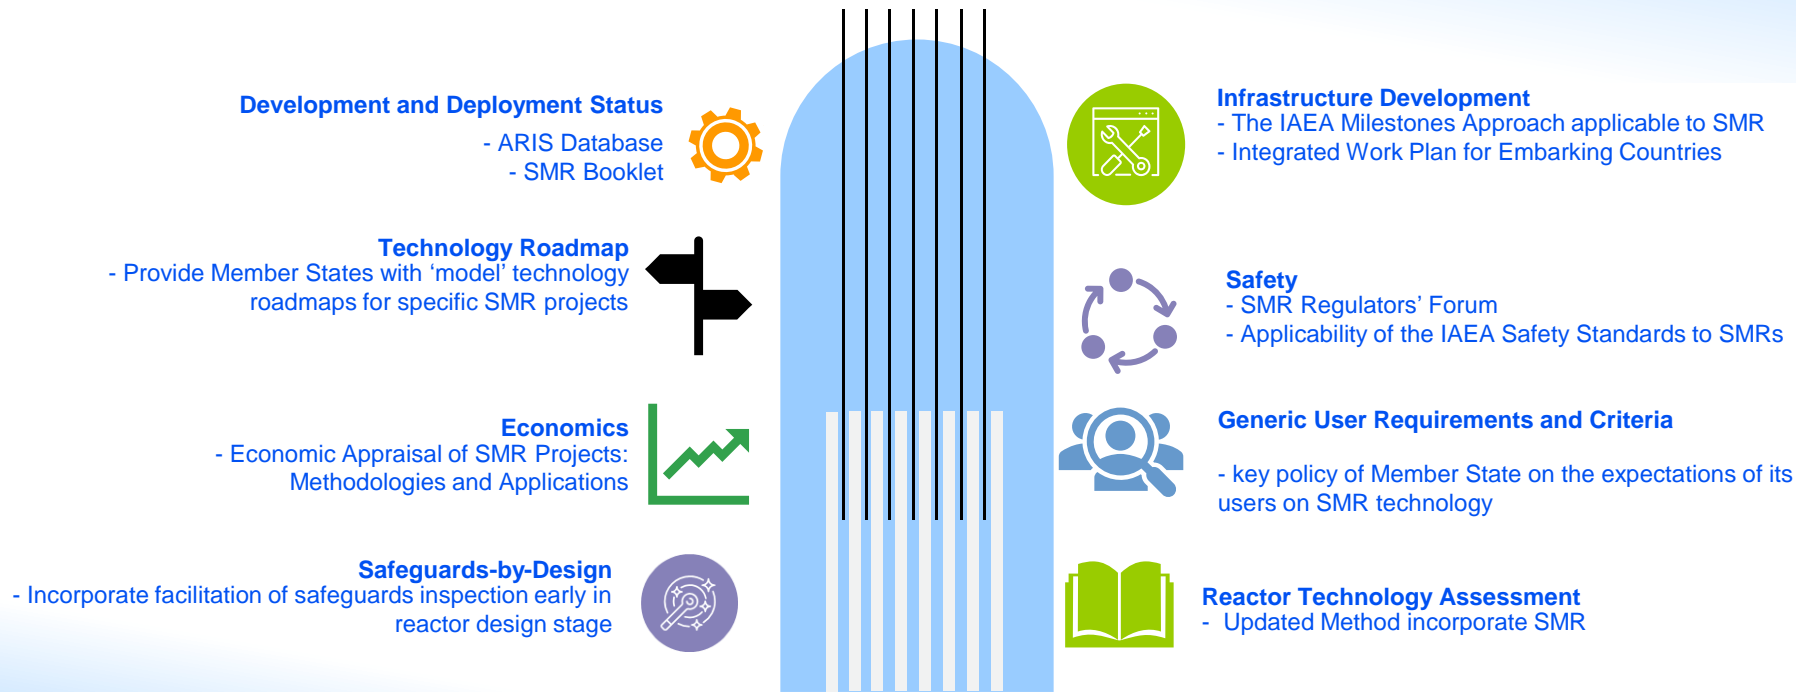 Development and Deployment Status
- ARIS Database
- SMR Booklet
Technology Roadmap
- Provide Member States with ‘model’ technology
roadmaps for specific SMR projects
Economics
- Economic Appraisal of SMR Projects:
Methodologies and Applications
Safeguards-by-Design
- Incorporate facilitation of safeguards inspection early in
reactor design stage
Infrastructure Development
- The IAEA Milestones Approach applicable to SMR
- Integrated Work Plan for Embarking Countries
Safety
- SMR Regulators’ Forum
- Applicability of the IAEA Safety Standards to SMRs
Generic User Requirements and Criteria
- key policy of Member State on the expectations of its
users on SMR technology
Reactor Technology Assessment
- Updated Method incorporate SMR